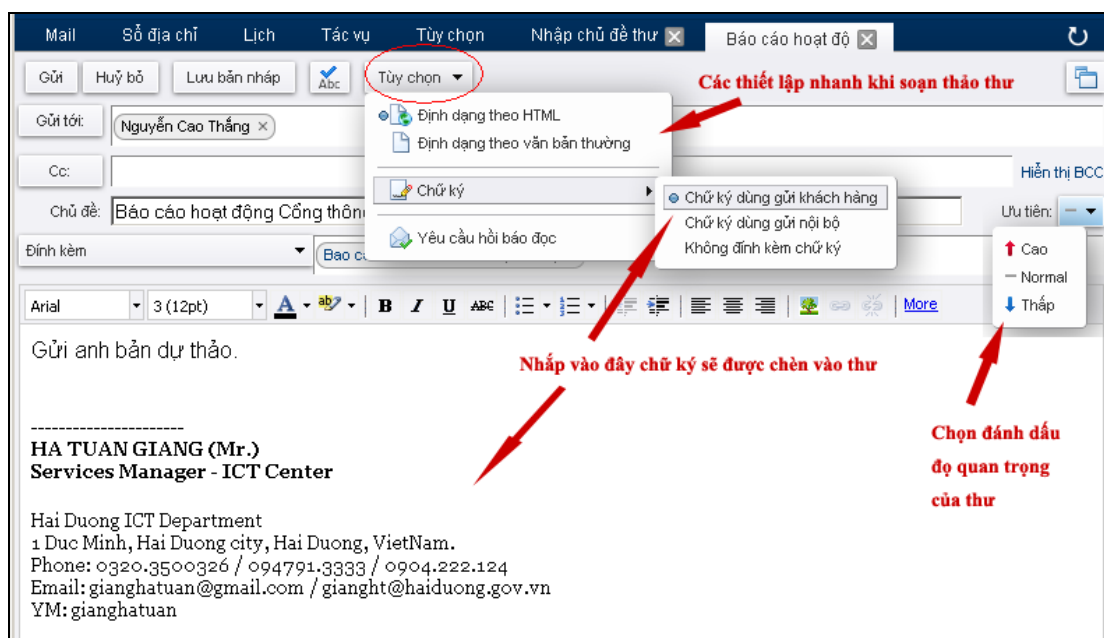 Mail Sổ địa chỉ Lịch Tác vụ Tùy chọn Nhập chủ đề thư Báo cáo hoạt độ
Gửi Huỷ bỏ Lưu bản nháp Abc Tùy chọn
Các thiết lập nhanh khi soạn thảo thư
Gửi tới: Nguyễn Cao Thắng
Định dạng theo HTML
Định dạng theo văn bản thường
Cc: Hiển thị BCC
Chữ ký
Chữ ký dùng gửi khách hàng
Chữ ký dùng gửi nội bộ
Không đính kèm chữ ký
Yêu cầu hồi báo đọc
Chủ đề: Báo cáo hoạt động Cổng thôn
Ưu tiên:
Cao
Normal
Thấp
Đính kèm Bao c
Arial 3 (12pt) A ab B I U ABC More
Gửi anh bản dự thảo.
Nhắp vào đây chữ ký sẽ được chèn vào thư
Chọn đánh dấu
đọ quan trọng
của thư
----------------------
HA TUAN GIANG (Mr.)
Services Manager - ICT Center
Hai Duong ICT Department
1 Duc Minh, Hai Duong city, Hai Duong, VietNam.
Phone: 0320.3500326 / 094791.3333 / 0904.222.124
Email: gianghatuan@gmail.com / gianght@haiduong.gov.vn
YM: gianghatuan